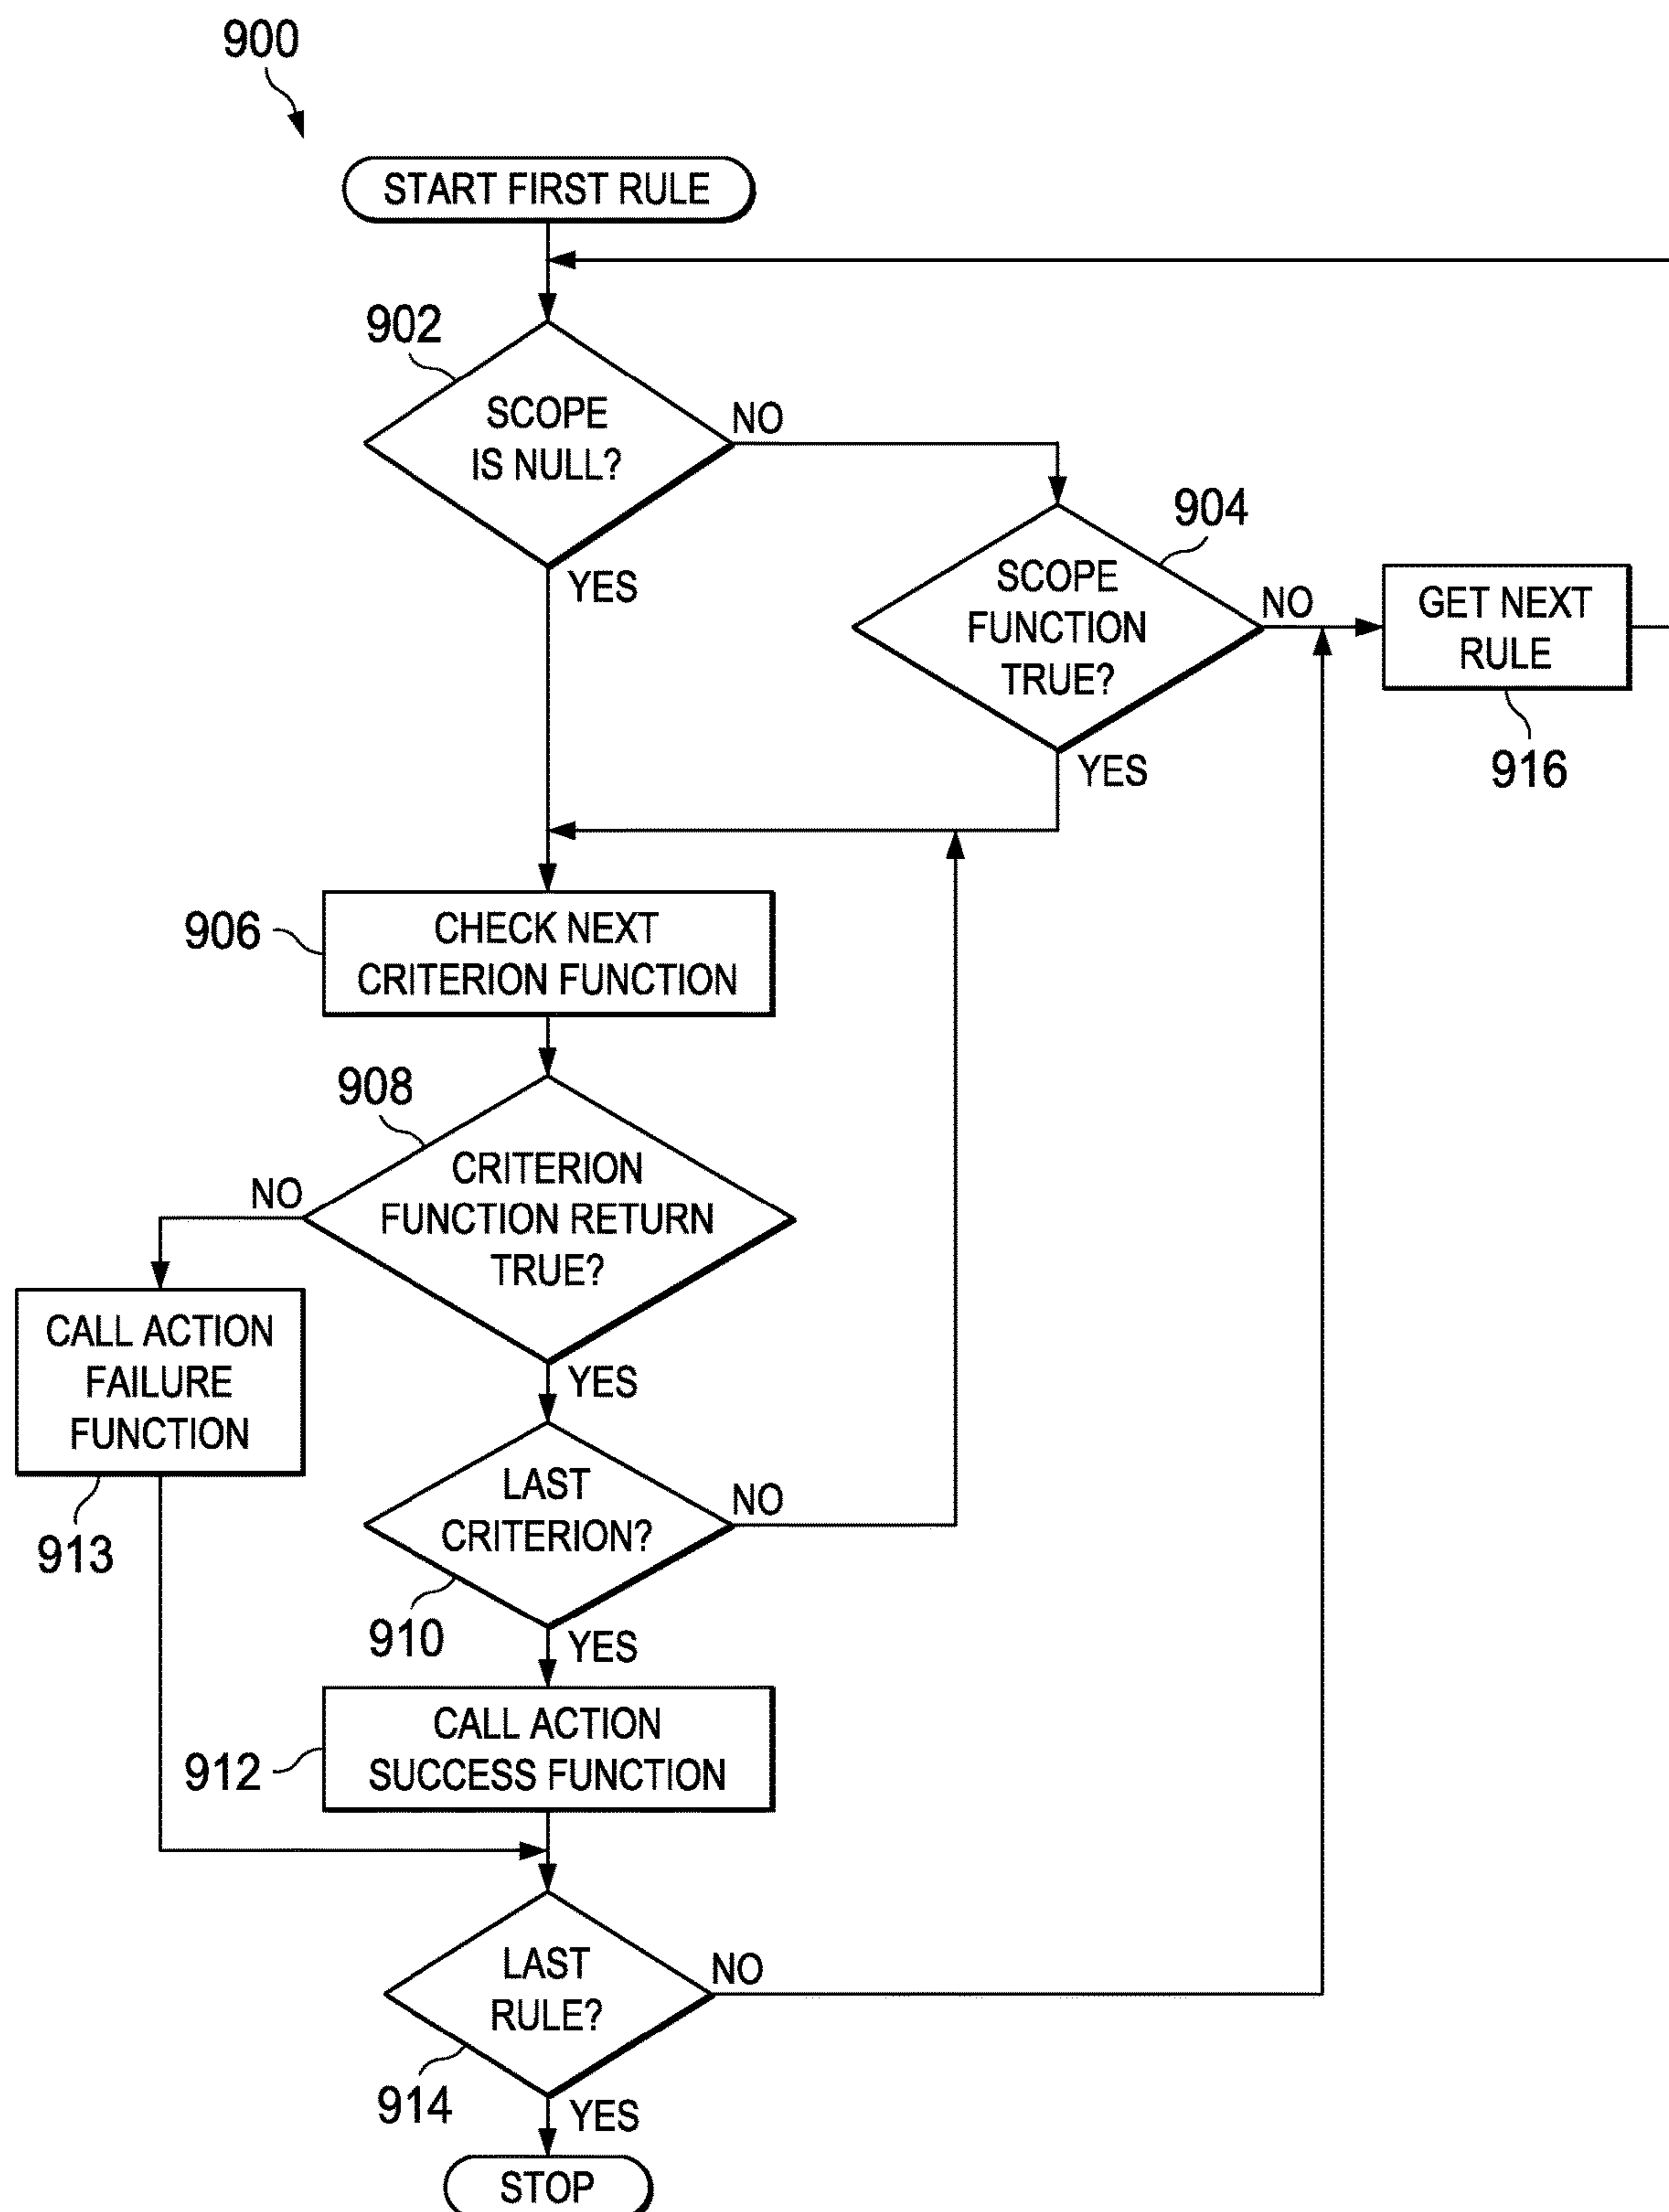 900
START FIRST RULE
902
SCOPE
IS NULL?
NO
YES
904
SCOPE
FUNCTION
TRUE?
NO
YES
GET NEXT
RULE
916
906
CHECK NEXT
CRITERION FUNCTION
908
CRITERION
FUNCTION RETURN
TRUE?
NO
YES
CALL ACTION
FAILURE
FUNCTION
913
LAST
CRITERION?
NO
910
YES
912
CALL ACTION
SUCCESS FUNCTION
LAST
RULE?
NO
914
YES
STOP